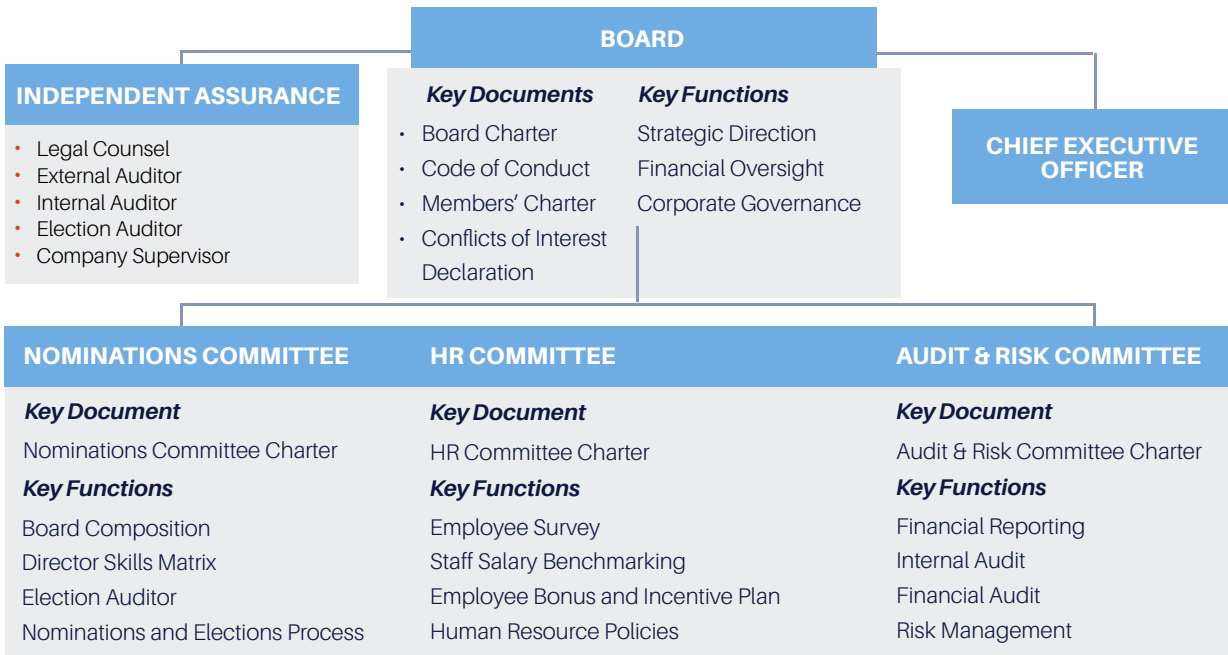 BOARD
INDEPENDENT ASSURANCE
• Legal Counsel
• External Auditor
• Internal Auditor
• Election Auditor
• Company Supervisor
Key Documents
• Board Charter
• Code of Conduct
• Members’ Charter
• Conflicts of Interest
Declaration
Key Functions
Strategic Direction
Financial Oversight
Corporate Governance
CHIEF EXECUTIVE
OFFICER
NOMINATIONS COMMITTEE
Key Document
Nominations Committee Charter
Key Functions
Board Composition
Director Skills Matrix
Election Auditor
Nominations and Elections Process
HR COMMITTEE
Key Document
HR Committee Charter
Key Functions
Employee Survey
Staff Salary Benchmarking
Employee Bonus and Incentive Plan
Human Resource Policies
AUDIT & RISK COMMITTEE
Key Document
Audit & Risk Committee Charter
Key Functions
Financial Reporting
Internal Audit
Financial Audit
Risk Management